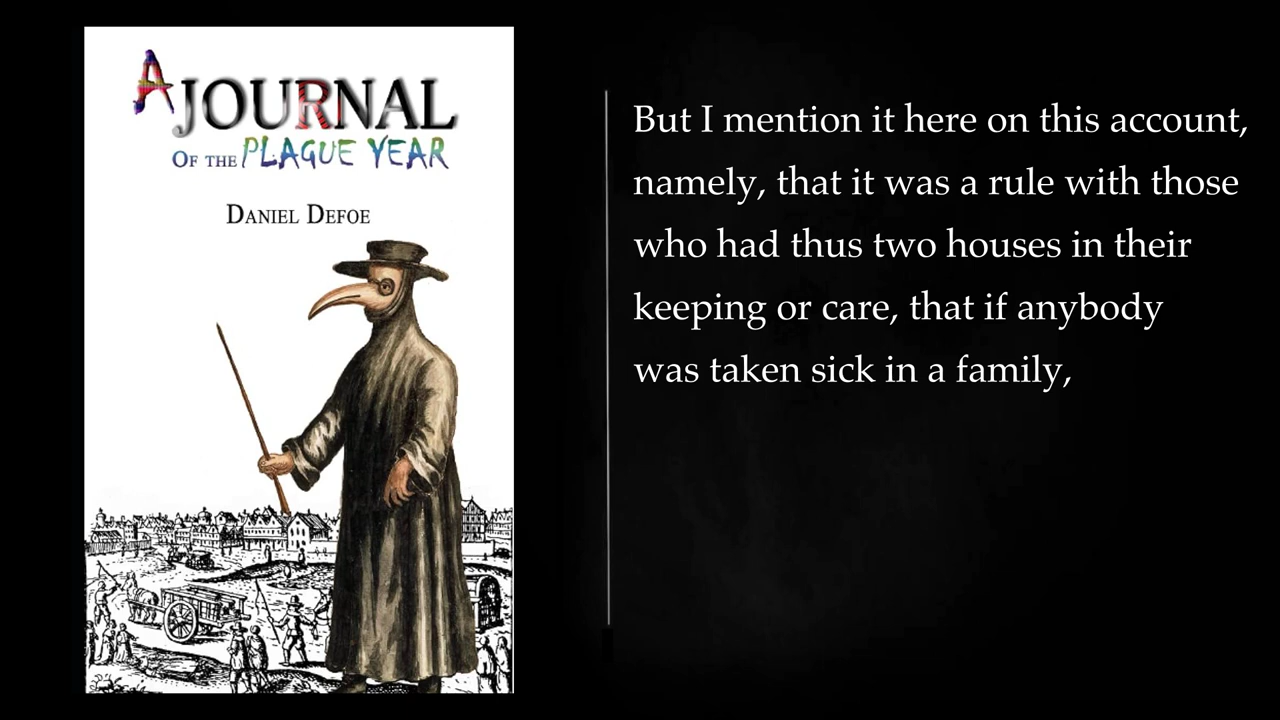 A JOURNAL
OF THE PLAGUE YEAR
DANIEL DEFOE
But I mention it here on this account,
namely, that it was a rule with those
who had thus two houses in their
keeping or care, that if anybody
was taken sick in a family,